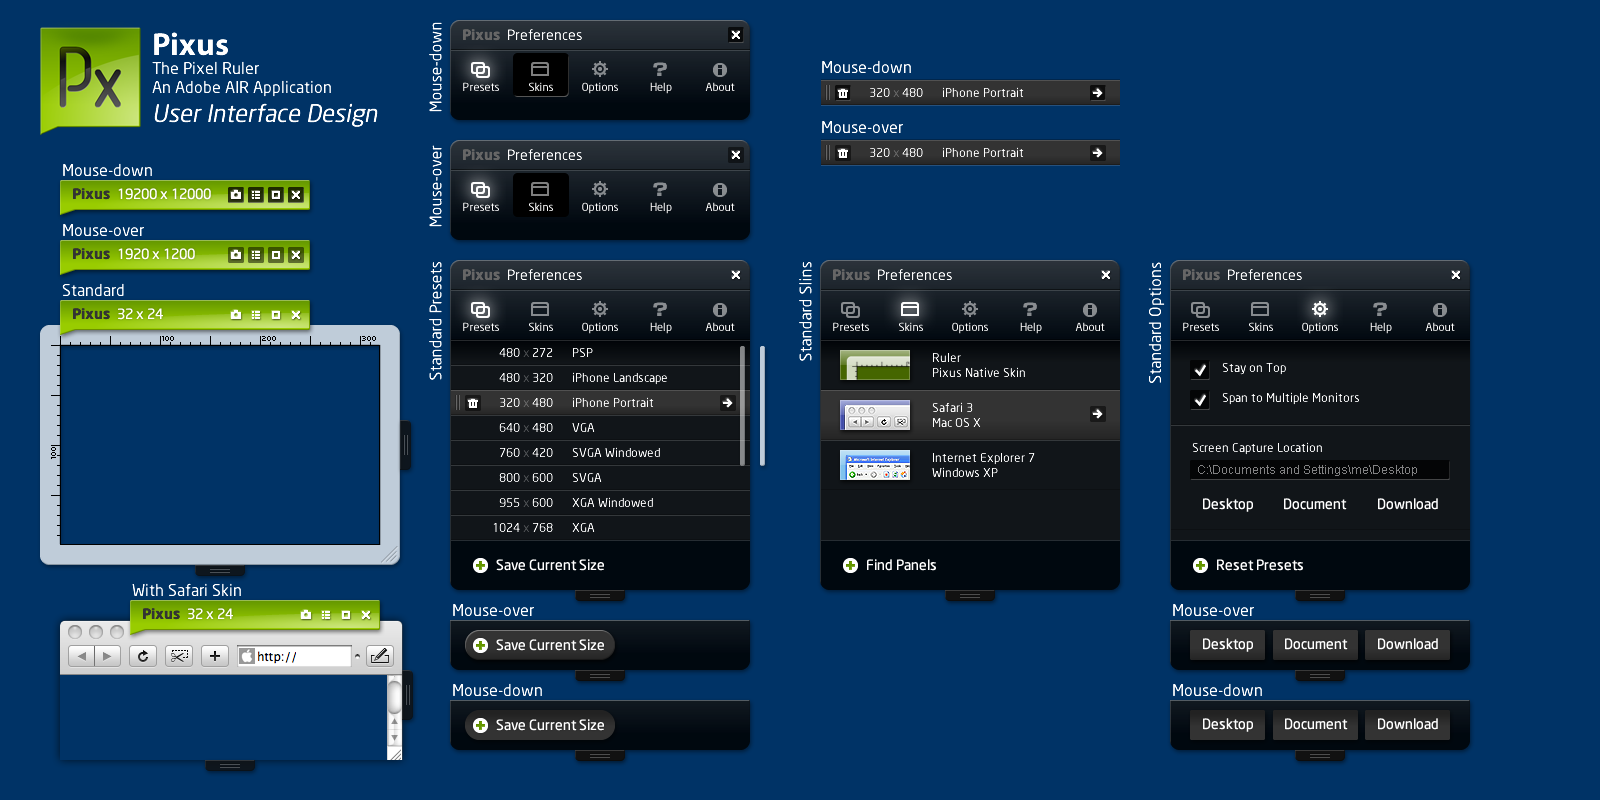 Px
Pixus
The Pixel Ruler
An Adobe AIR Application
User Interface Design
Mouse-down
Pixus 19200 x 12000
Mouse-over
Pixus 1920 x 1200
Standard
Pixus 32 x 24
100
200
300
100
With Safari Skin
Pixus 32 x 24
http://
Mouse-down
Pixus Preferences
Presets Skins Options Help About
Mouse-over
Pixus Preferences
Presets Skins Options Help About
Standard Presets
Pixus Preferences
Presets Skins Options Help About
480 x 272 PSP
480 x 320 iPhone Landscape
320 x 480 iPhone Portrait
640 x 480 VGA
760 x 420 SVGA Windowed
800 x 600 SVGA
955 x 600 XGA Windowed
1024 x 768 XGA
Save Current Size
Mouse-over
Save Current Size
Mouse-down
Save Current Size
Mouse-down
320 x 480 iPhone Portrait
Mouse-over
320 x 480 iPhone Portrait
Standard Slins
Pixus Preferences
Presets Skins Options Help About
Ruler
Pixus Native Skin
Safari 3
Mac OS X
Internet Explorer 7
Windows XP
Find Panels
Standard Options
Pixus Preferences
Presets Skins Options Help About
Stay on Top
Span to Multiple Monitors
Screen Capture Location
C:\Documents and Settings\me\Desktop
Desktop Document Download
Reset Presets
Mouse-over
Desktop Document Download
Mouse-down
Desktop Document Download